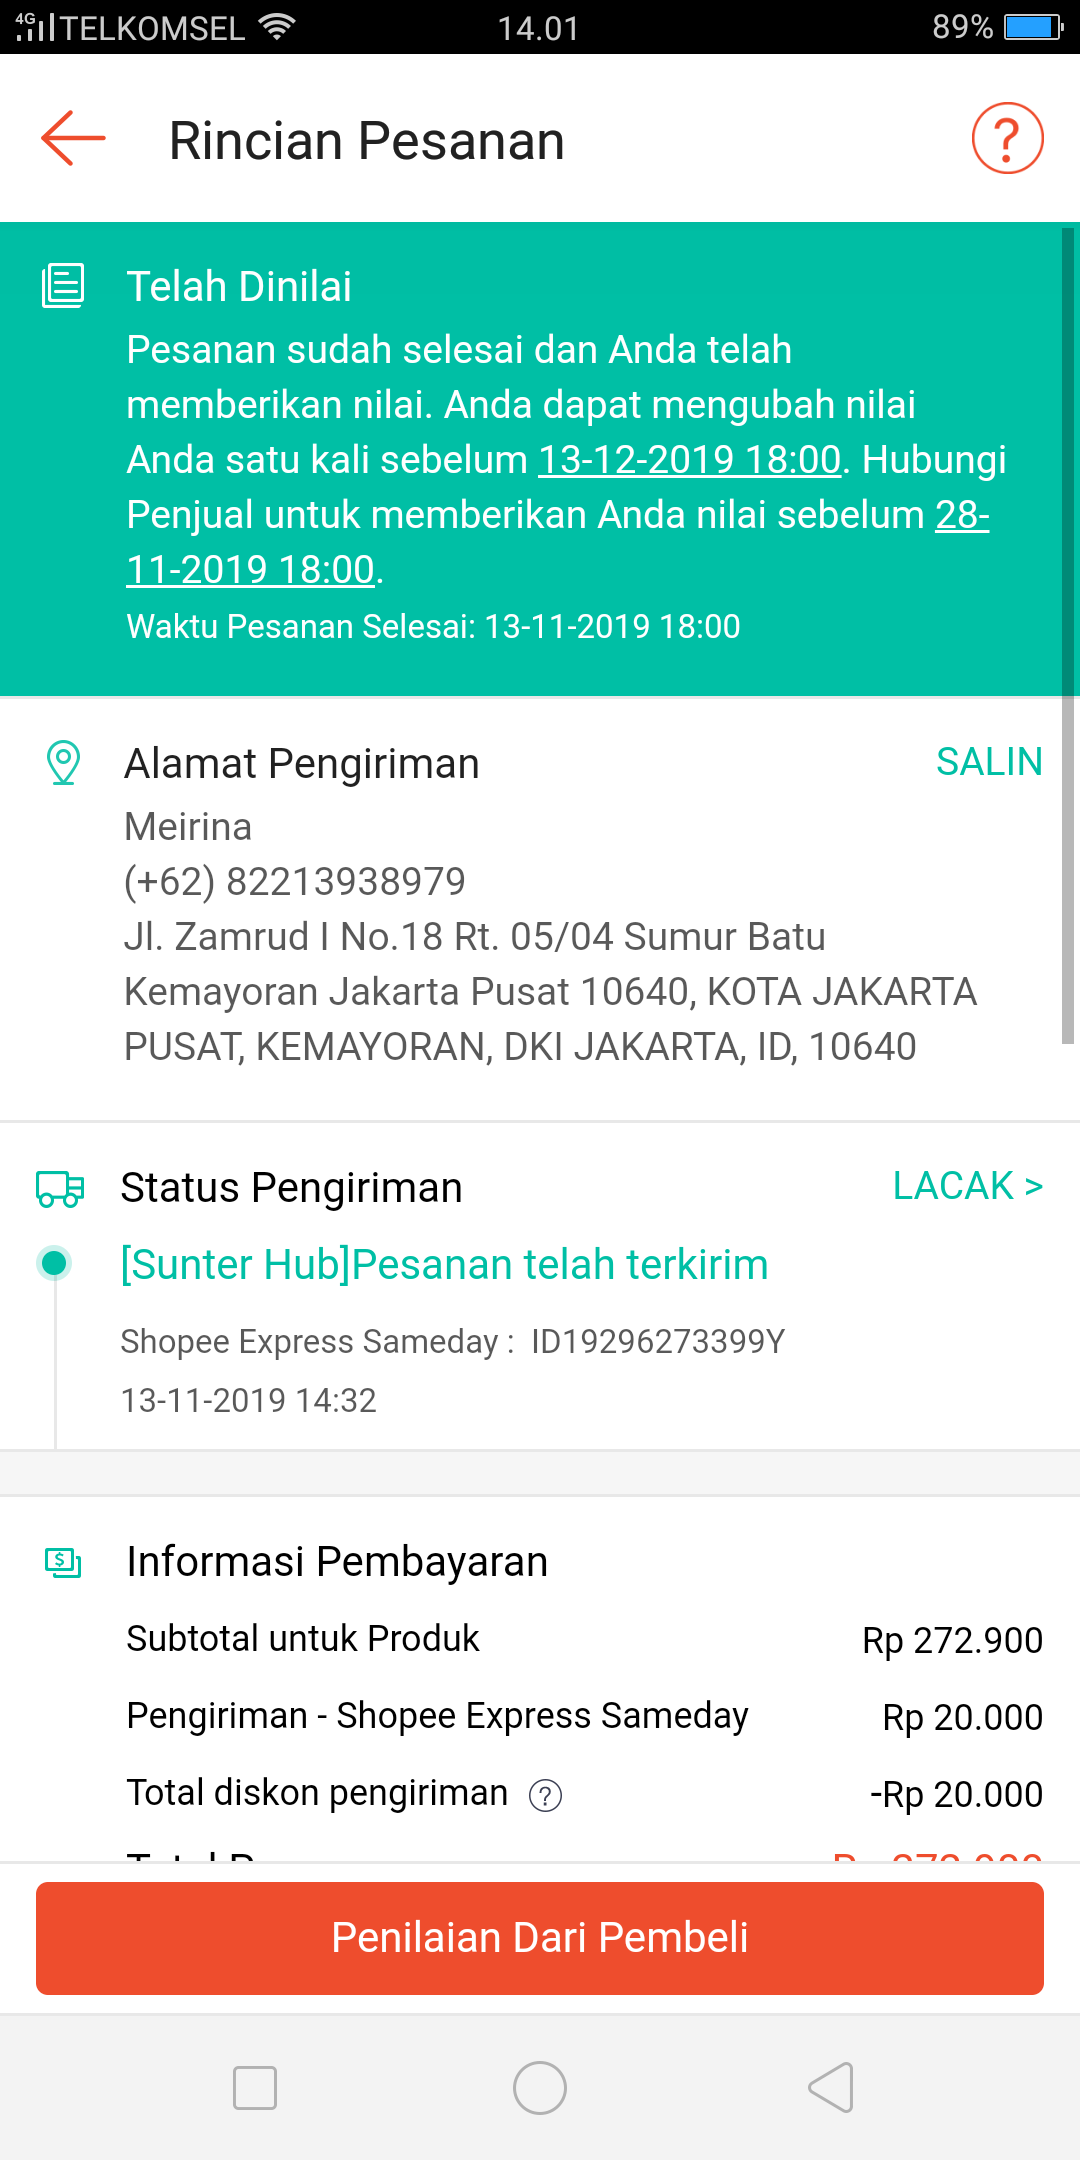 4G TELKOMSEL 14.01 89%
Rincian Pesanan
Telah Dinilai
Pesanan sudah selesai dan Anda telah
memberikan nilai. Anda dapat mengubah nilai
Anda satu kali sebelum 13-12-2019 18:00. Hubungi
Penjual untuk memberikan Anda nilai sebelum 28-
11-2019 18:00.
Waktu Pesanan Selesai: 13-11-2019 18:00
Alamat Pengiriman SALIN
Meirina
(+62) 82213938979
Jl. Zamrud I No.18 Rt. 05/04 Sumur Batu
Kemayoran Jakarta Pusat 10640, KOTA JAKARTA
PUSAT, KEMAYORAN, DKI JAKARTA, ID, 10640
Status Pengiriman LACAK >
[Sunter Hub]Pesanan telah terkirim
Shopee Express Sameday : ID19296273399Y
13-11-2019 14:32
Informasi Pembayaran
Subtotal untuk Produk Rp 272.900
Pengiriman - Shopee Express Sameday Rp 20.000
Total diskon pengiriman ? -Rp 20.000
Penilaian Dari Pembeli